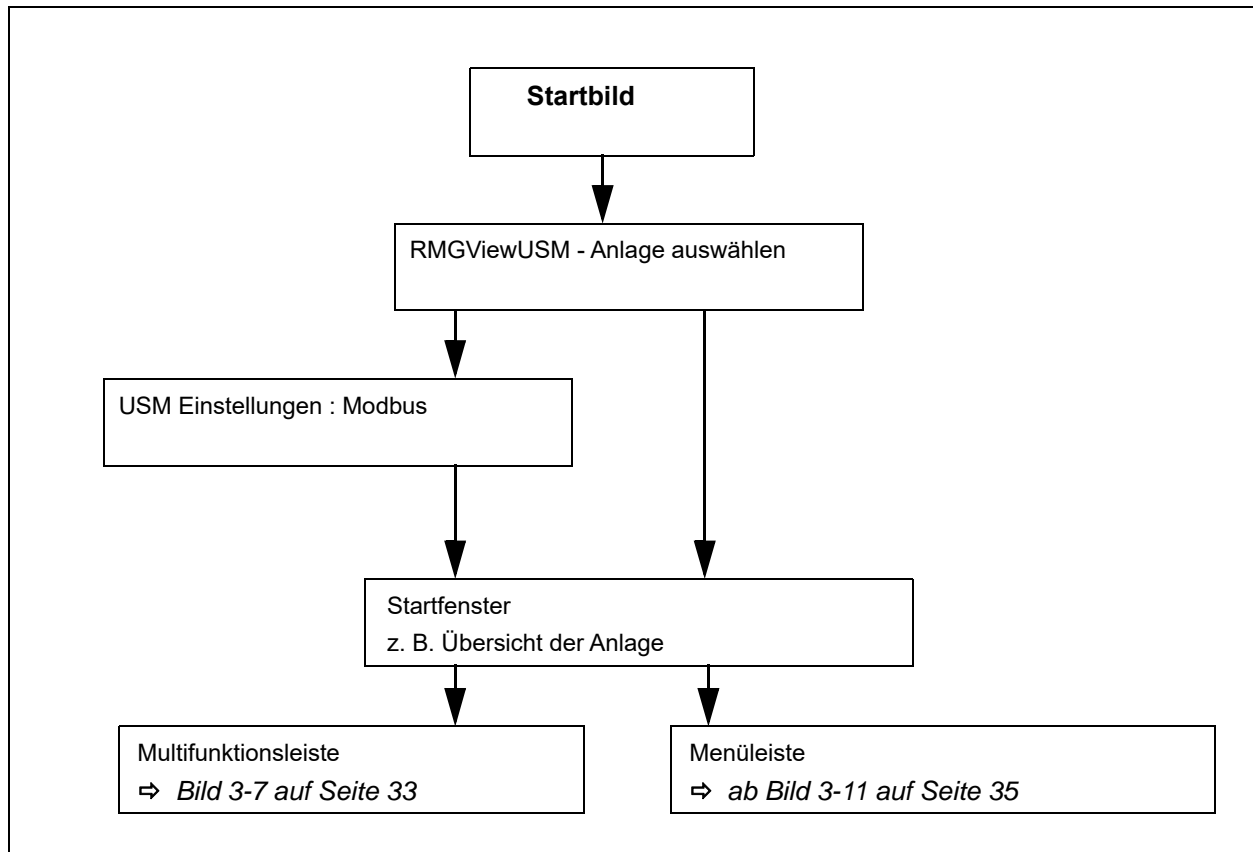 Startbild
RMGViewUSM - Anlage auswählen
USM Einstellungen : Modbus
Startfenster
z. B. Übersicht der Anlage
Multifunktionsleiste
⇨ Bild 3-7 auf Seite 33
Menüleiste
⇨ ab Bild 3-11 auf Seite 35